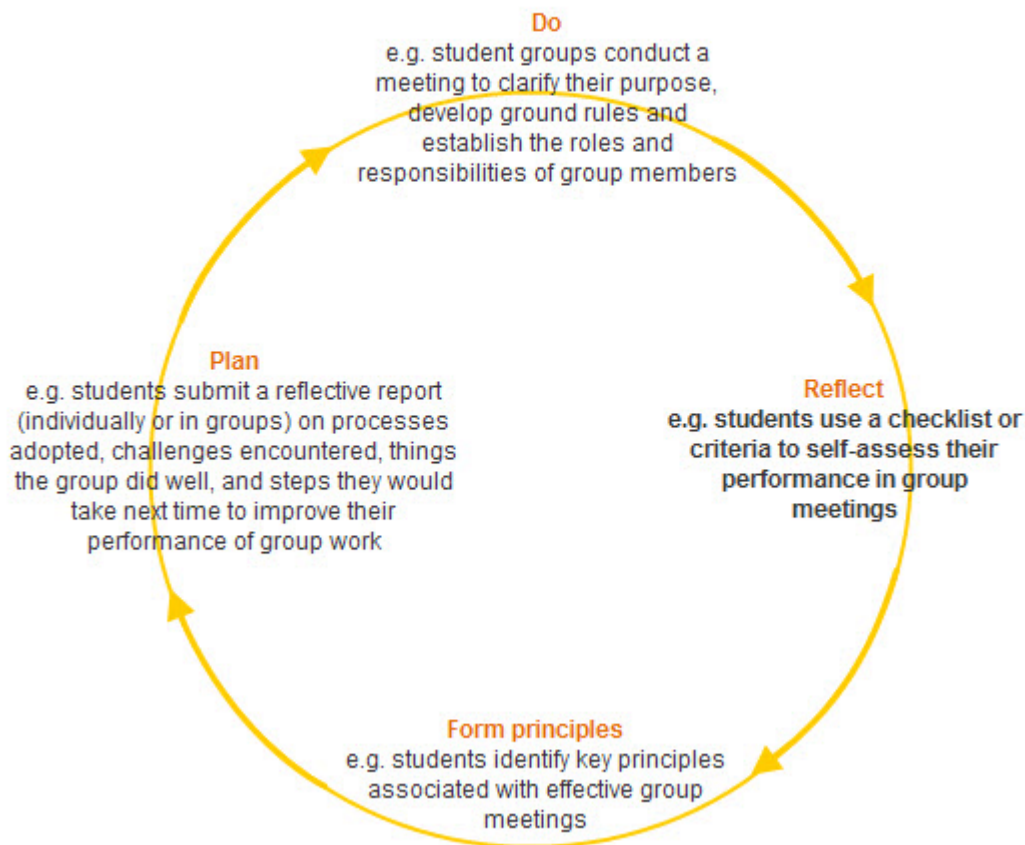 Do
e.g. student groups conduct a
meeting to clarify their purpose,
develop ground rules and
establish the roles and
responsibilities of group members
Reflect
e.g. students use a checklist or
criteria to self-assess their
performance in group
meetings
Form principles
e.g. students identify key principles
associated with effective group
meetings
Plan
e.g. students submit a reflective report
(individually or in groups) on processes
adopted, challenges encountered, things
the group did well, and steps they would
take next time to improve their
performance of group work